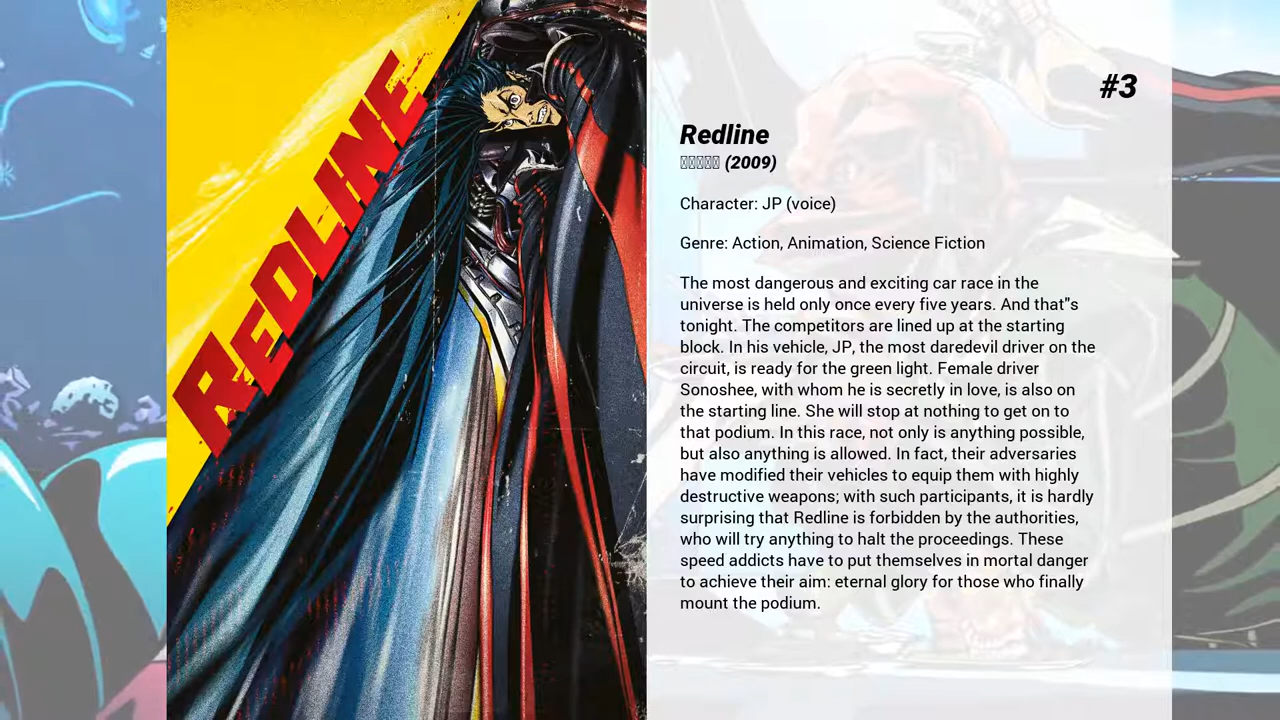 REDLINE
#3
Redline
(2009)
Character: JP (voice)
Genre: Action, Animation, Science Fiction
The most dangerous and exciting car race in the
universe is held only once every five years. And that"s
tonight. The competitors are lined up at the starting
block. In his vehicle, JP, the most daredevil driver on the
circuit, is ready for the green light. Female driver
Sonoshee, with whom he is secretly in love, is also on
the starting line. She will stop at nothing to get on to
that podium. In this race, not only is anything possible,
but also anything is allowed. In fact, their adversaries
have modified their vehicles to equip them with highly
destructive weapons; with such participants, it is hardly
surprising that Redline is forbidden by the authorities,
who will try anything to halt the proceedings. These
speed addicts have to put themselves in mortal danger
to achieve their aim: eternal glory for those who finally
mount the podium.